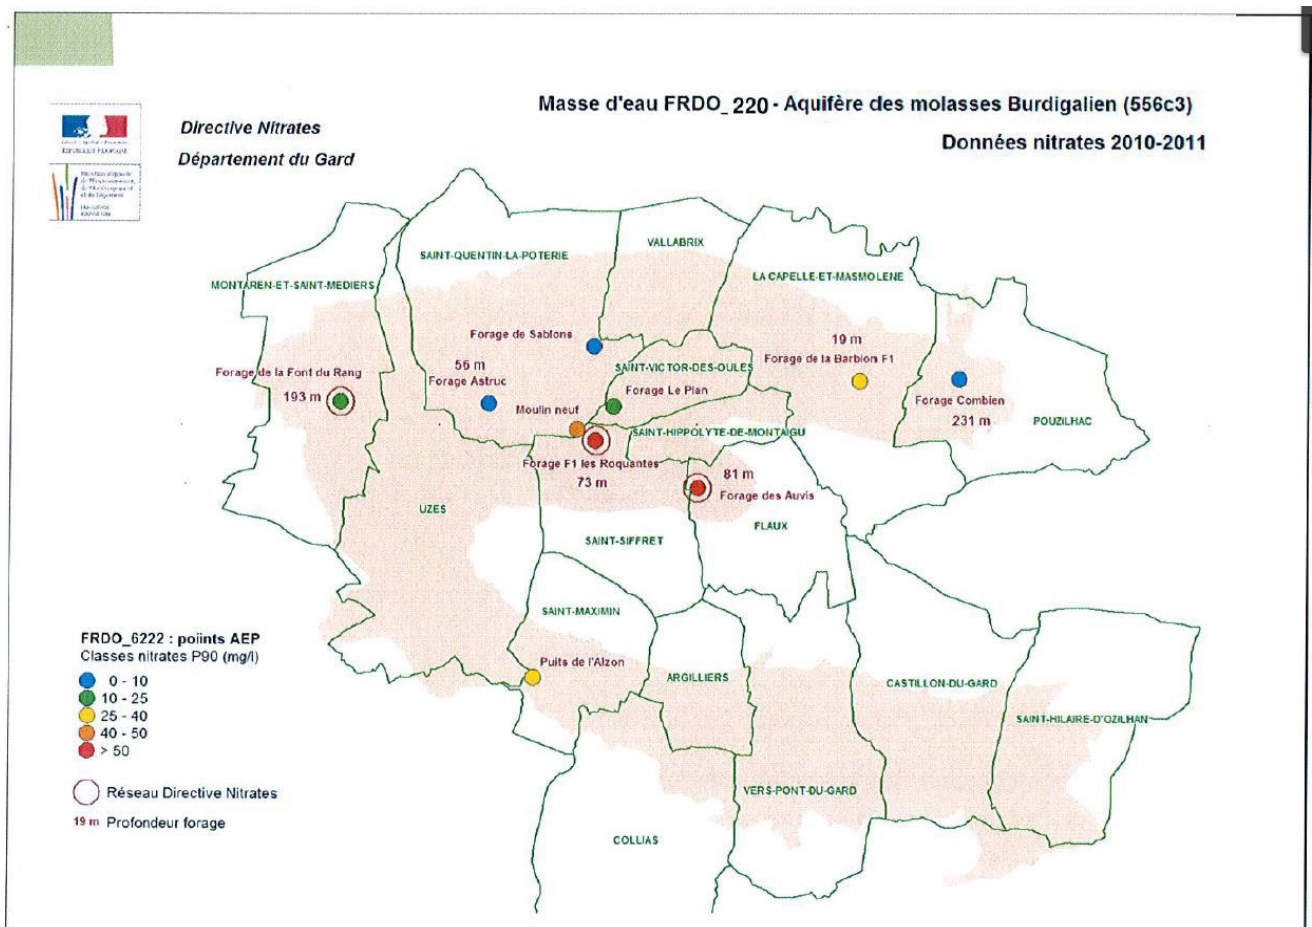 Masse d'eau FRDO_ 220 - Aquifère des molasses Burdigalien (556c3)
Données nitrates 2010-2011
Directive Nitrates
Département du Gard
RÉPUBLIQUE FRANÇAISE
VALLABRIX
SAINT-QUENTIN-LA-POTERIE
LA CAPELLE-ET-MASMOLENE
MONTAREN-ET-SAINT-MEDIERS
Forage de Sablons
19 m
Forage de la Barbion F1
SAINT-VICTOR-DES-OULES
56 m
Forage Astruc
Forage de la Font du Rang
193 m
Forage Le Plan
Forage Combien
231 m
POUZILHAC
Moulin neuf
SAINT-HIPPOLYTE-DE-MONTAIGU
Forage F1 les Roquantes
73 m
81 m
Forage des Auvis
UZES
FLAUX
SAINT-SIFFRET
SAINT-MAXIMIN
Puits de l'Alzon
ARGILLIERS
CASTILLON-DU-GARD
SAINT-HILAIRE-D'OZILHAN
VERS-PONT-DU-GARD
COLLIAS
FRDO_6222 : poiints AEP
Classes nitrates P90 (mg/l)
0 - 10
10 - 25
25 - 40
40 - 50
> 50
Réseau Directive Nitrates
19 m Profondeur forage